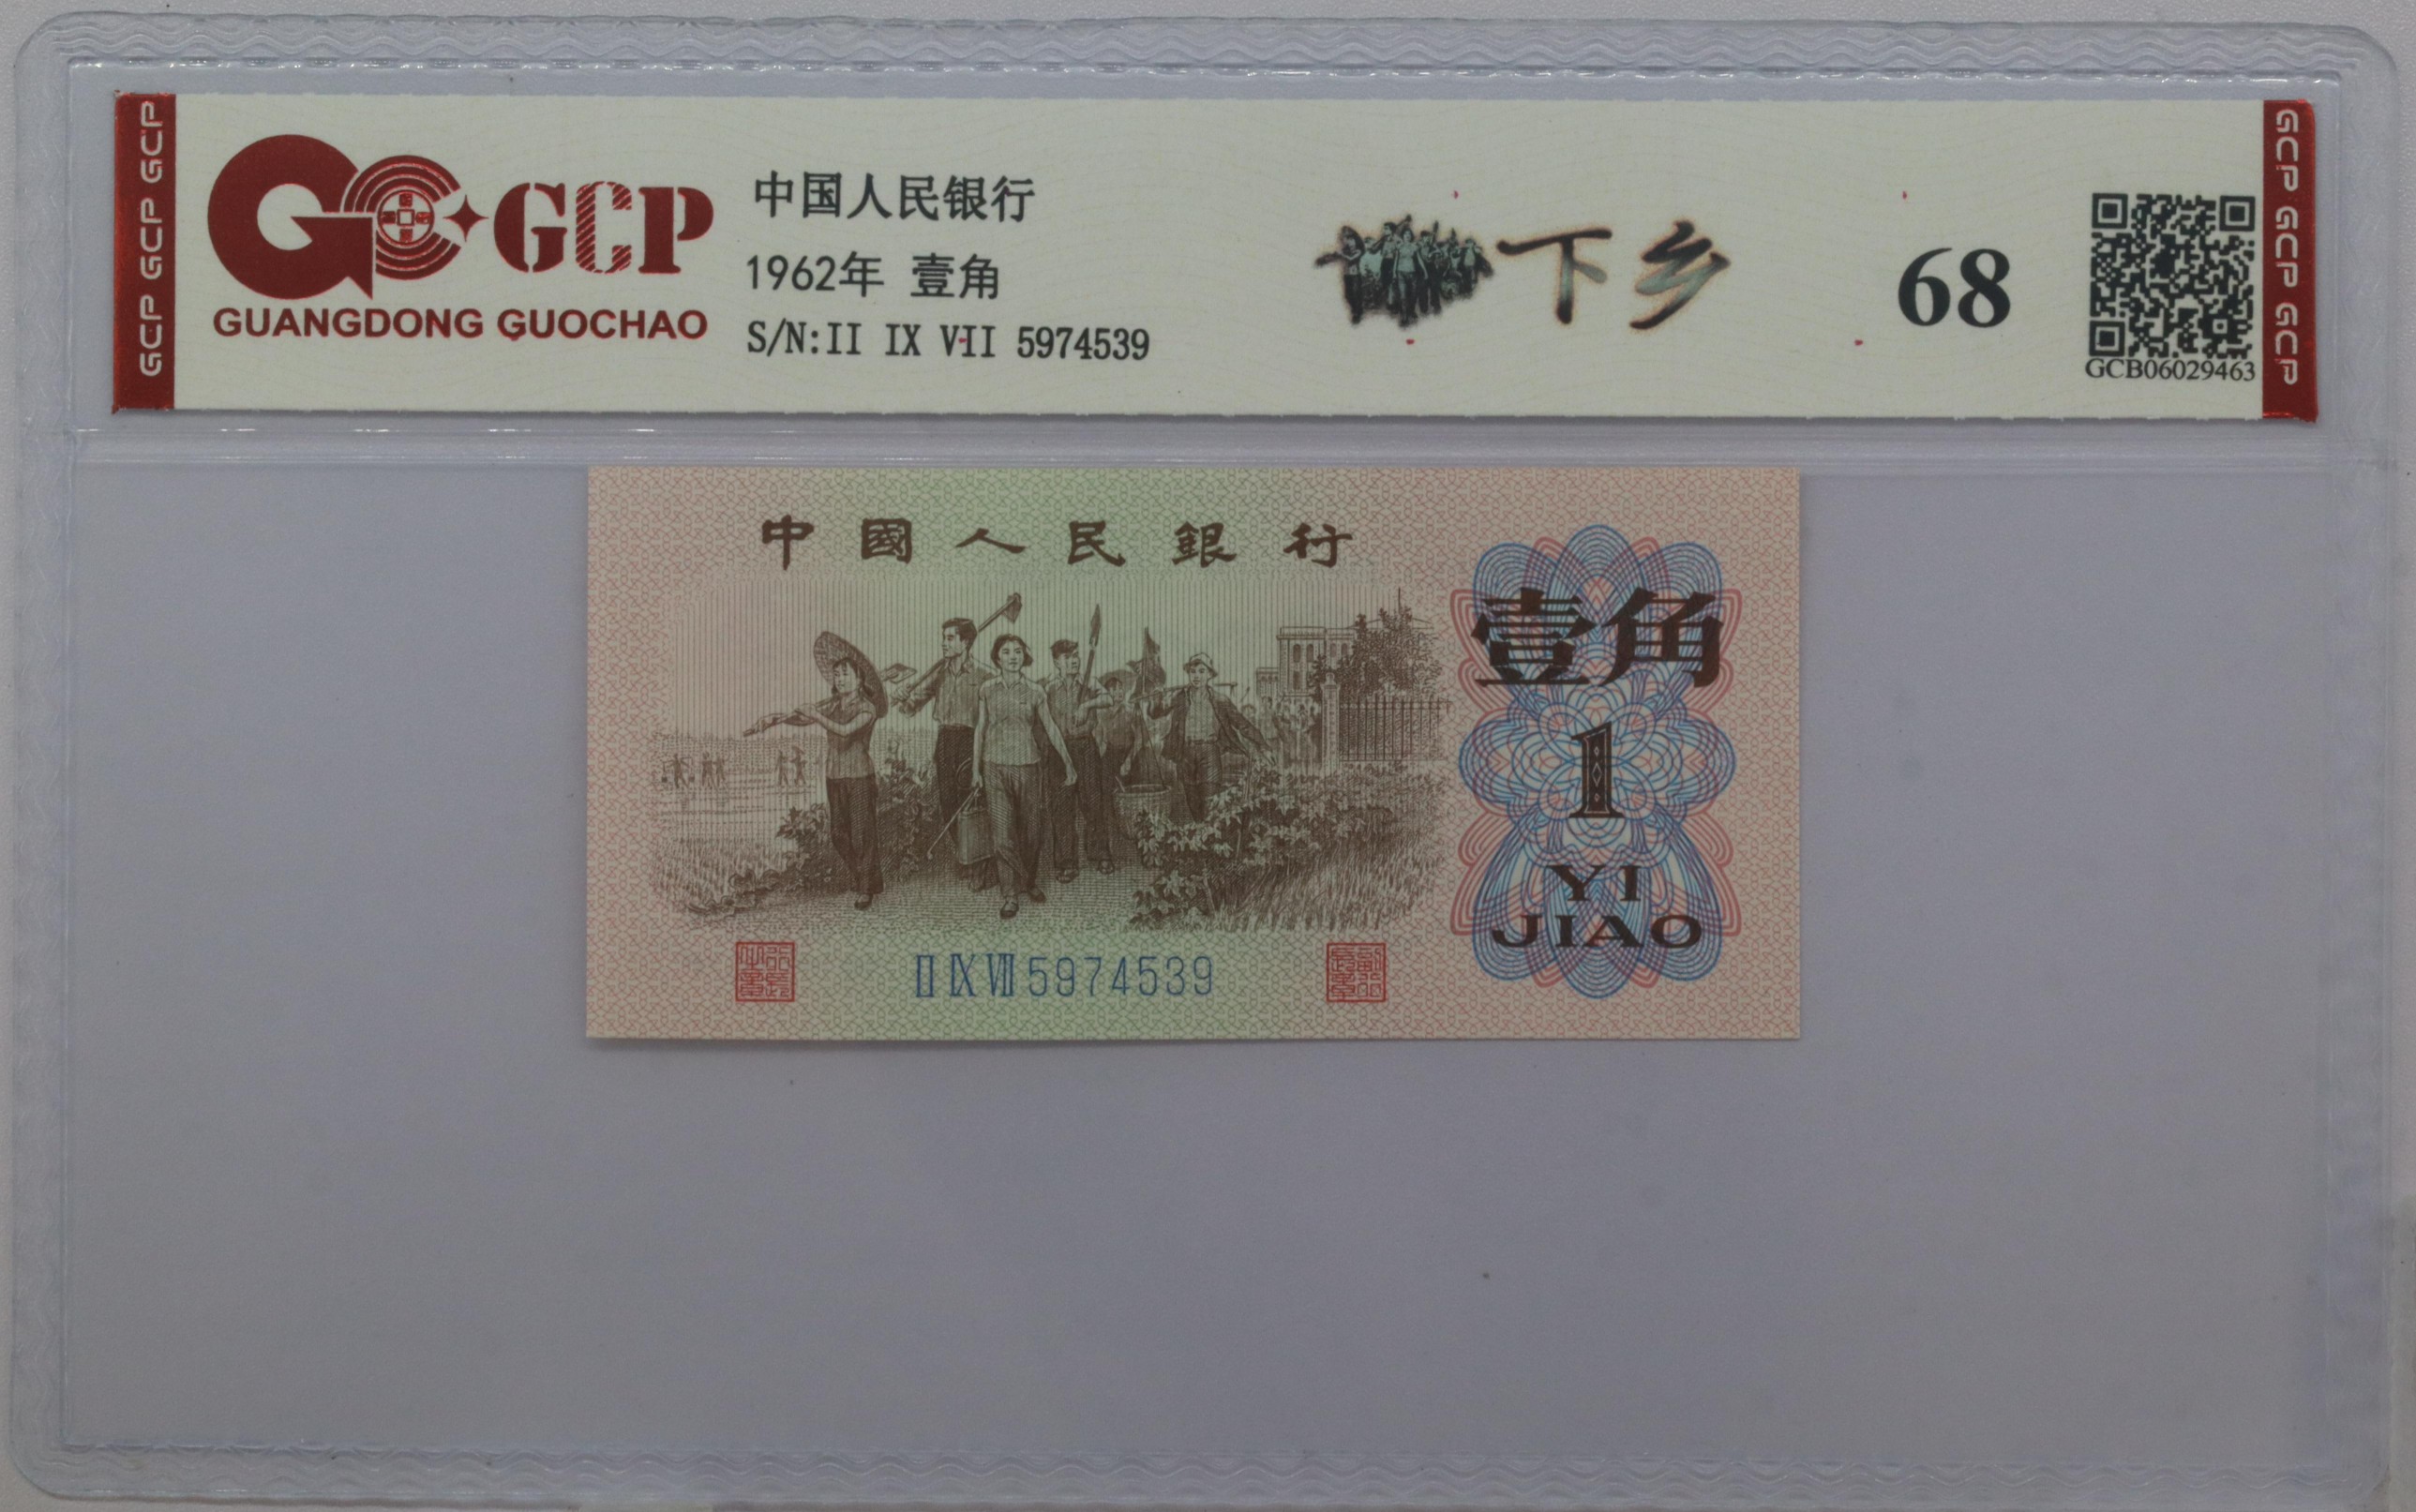 GCP GCP GCP
GCP
GUANGDONG GUOCHAO
中国人民银行
1962年 壹角
S/N:II IX VII 5974539
下乡
68
GCB06029463
GCP GCP GCP
中國人民銀行
壹角
1
YI
JIAO
II IX VII 5974539